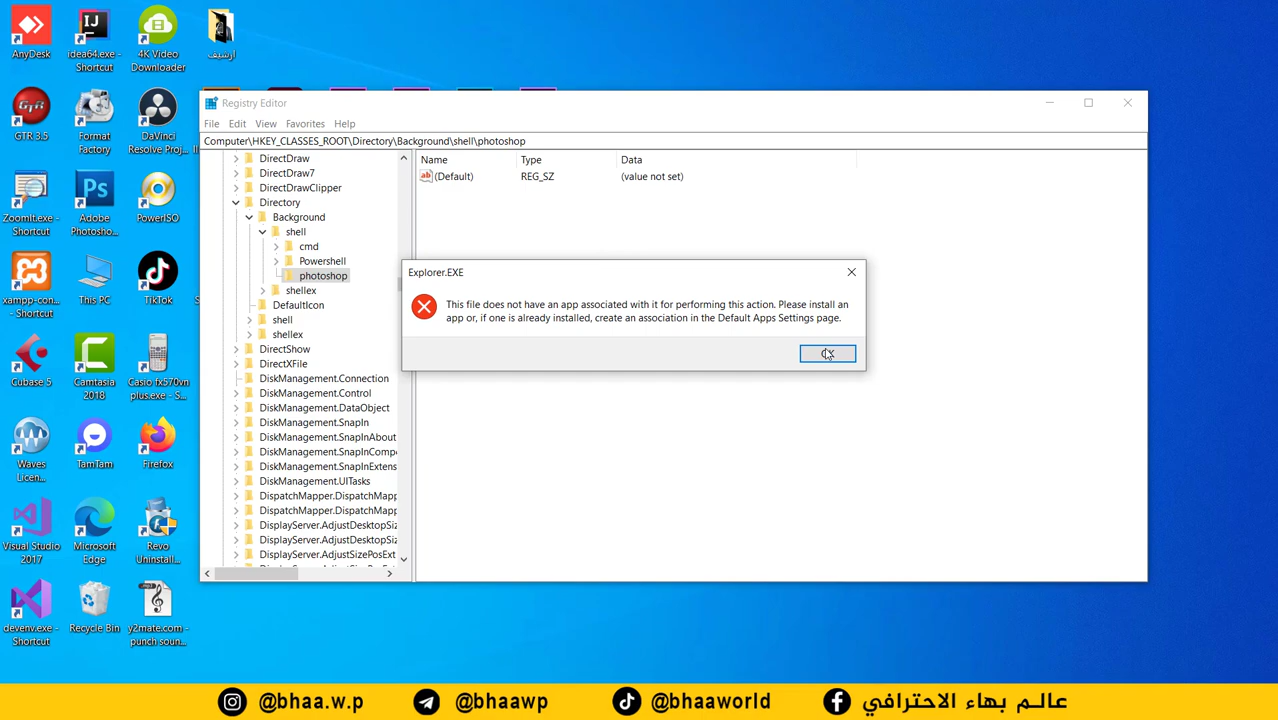 AnyDesk
idea64.exe -
Shortcut
4K Video
Downloader
ارشيف
GTR 3.5
Format
Factory
DaVinci
Resolve Proj...
ZoomIt.exe -
Shortcut
Adobe
Photosho...
PowerISO
xampp-con...
Shortcut
This PC
TikTok
Cubase 5
Camtasia
2018
Casio fx570vn
plus.exe - S...
Waves
Licen...
TamTam
Firefox
Visual Studio
2017
Microsoft
Edge
Revo
Uninstall...
devenv.exe -
Shortcut
Recycle Bin
y2mate.com -
punch soun...
Registry Editor
File Edit View Favorites Help
Computer\HKEY_CLASSES_ROOT\Directory\Background\shell\photoshop
DirectDraw
DirectDraw7
DirectDrawClipper
Directory
Background
shell
cmd
Powershell
photoshop
shellex
DefaultIcon
shell
shellex
DirectShow
DirectXFile
DiskManagement.Connection
DiskManagement.Control
DiskManagement.DataObject
DiskManagement.SnapIn
DiskManagement.SnapInAbout
DiskManagement.SnapInCompo
DiskManagement.SnapInExtens
DiskManagement.UITasks
DispatchMapper.DispatchMapp
DispatchMapper.DispatchMapp
DisplayServer.AdjustDesktopSiz
DisplayServer.AdjustDesktopSiz
DisplayServer.AdjustSizePosExt
Name Type Data
(Default) REG_SZ (value not set)
Explorer.EXE
This file does not have an app associated with it for performing this action. Please install an
app or, if one is already installed, create an association in the Default Apps Settings page.
OK
@bhaa.w.p @bhaawp @bhaaworld عالم بهاء الاحترافي